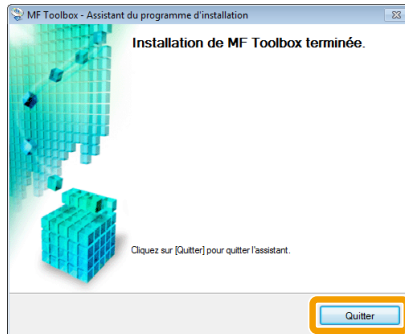 MF Toolbox - Assistant du programme d'installation
Installation de MF Toolbox terminée.
Cliquez sur [Quitter] pour quitter l'assistant.
Quitter